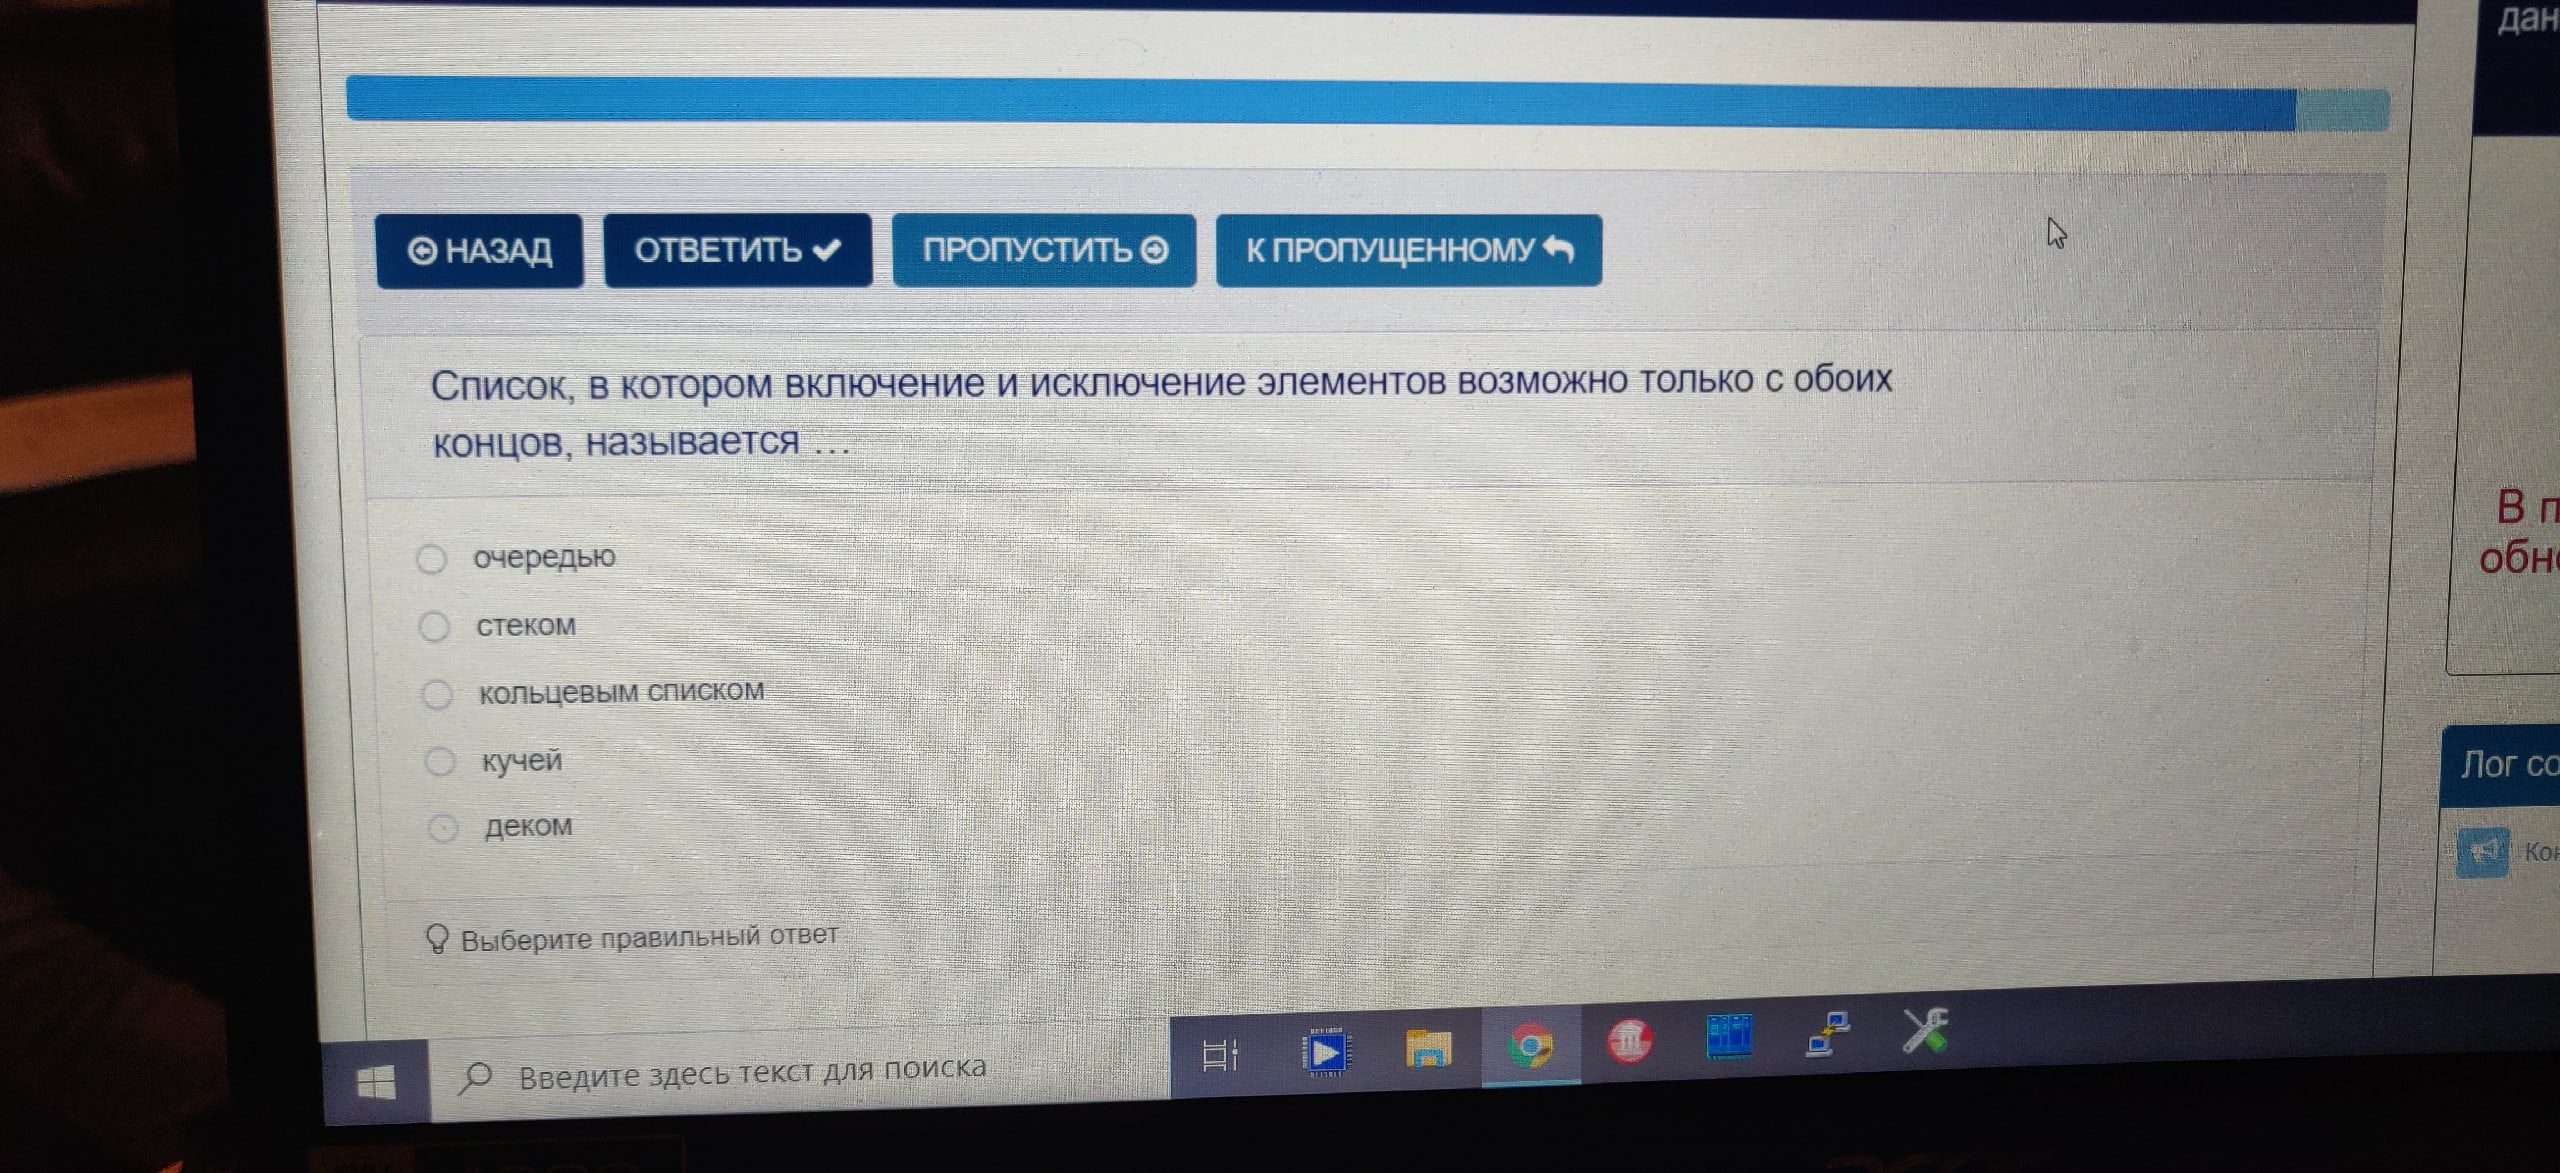 дан
НАЗАД
ОТВЕТИТЬ
ПРОПУСТИТЬ
К ПРОПУЩЕННОМУ
Список, в котором включение и исключение элементов возможно только с обоих
концов, называется ...
очередью
стеком
кольцевым списком
кучей
деком
Выберите правильный ответ
В п
обн
Лог со
Кон
Введите здесь текст для поиска